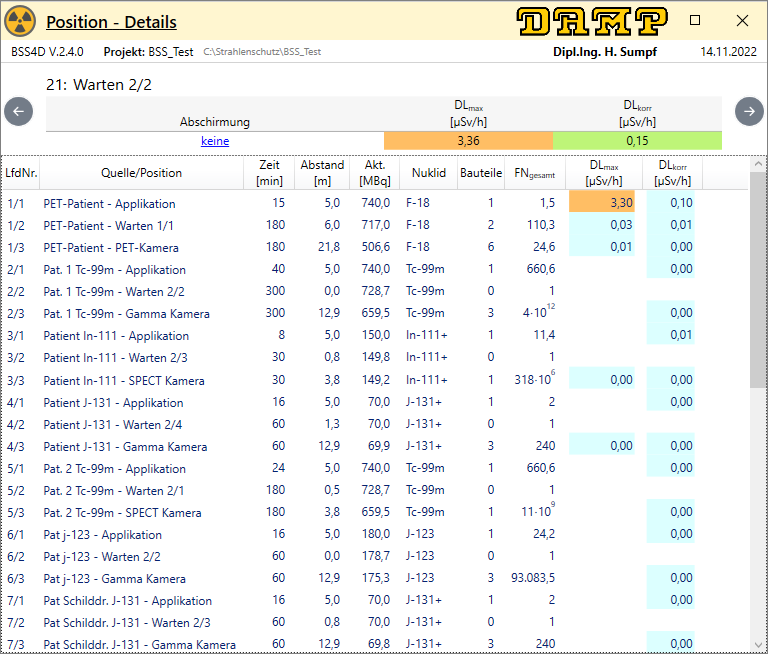 Position - Details DAMP
BSS4D V.2.4.0 Projekt: BSS_Test C:\Strahlenschutz\BSS_Test Dipl.Ing. H. Sumpf 14.11.2022
21: Warten 2/2
Abschirmung DLmax [µSv/h] DLkorr [µSv/h]
keine 3,36 0,15
LfdNr. Quelle/Position Zeit [min] Abstand [m] Akt. [MBq] Nuklid Bauteile FNgesamt DLmax [µSv/h] DLkorr [µSv/h]
1/1 PET-Patient - Applikation 15 5,0 740,0 F-18 1 1,5 3,30 0,10
1/2 PET-Patient - Warten 1/1 180 6,0 717,0 F-18 2 110,3 0,03 0,01
1/3 PET-Patient - PET-Kamera 180 21,8 506,6 F-18 6 24,6 0,01 0,00
2/1 Pat. 1 Tc-99m - Applikation 40 5,0 740,0 Tc-99m 1 660,6 0,00
2/2 Pat. 1 Tc-99m - Warten 2/2 300 0,0 728,7 Tc-99m 0 1
2/3 Pat. 1 Tc-99m - Gamma Kamera 300 12,9 659,5 Tc-99m 3 4·10¹² 0,00
3/1 Patient In-111 - Applikation 8 5,0 150,0 In-111+ 1 11,4 0,01
3/2 Patient In-111 - Warten 2/3 30 0,8 149,8 In-111+ 0 1
3/3 Patient In-111 - SPECT Kamera 30 3,8 149,2 In-111+ 1 318·10⁶ 0,00 0,00
4/1 Patient J-131 - Applikation 16 5,0 70,0 J-131+ 1 2 0,00
4/2 Patient J-131 - Warten 2/4 60 1,3 70,0 J-131+ 0 1
4/3 Patient J-131 - Gamma Kamera 60 12,9 69,9 J-131+ 3 240 0,00 0,00
5/1 Pat. 2 Tc-99m - Applikation 24 5,0 740,0 Tc-99m 1 660,6 0,00
5/2 Pat. 2 Tc-99m - Warten 2/1 180 0,5 728,7 Tc-99m 0 1
5/3 Pat. 2 Tc-99m - SPECT Kamera 180 3,8 659,5 Tc-99m 1 11·10⁹ 0,00
6/1 Pat j-123 - Applikation 16 5,0 180,0 J-123 1 24,2 0,00
6/2 Pat j-123 - Warten 2/2 60 0,0 178,7 J-123 0 1
6/3 Pat j-123 - Gamma Kamera 60 12,9 175,3 J-123 3 93.083,5 0,00
7/1 Pat Schilddr. J-131 - Applikation 16 5,0 70,0 J-131+ 1 2 0,00
7/2 Pat Schilddr. J-131 - Warten 2/3 60 0,8 70,0 J-131+ 0 1
7/3 Pat Schilddr. J-131 - Gamma Kamera 60 12,9 69,8 J-131+ 3 240 0,00